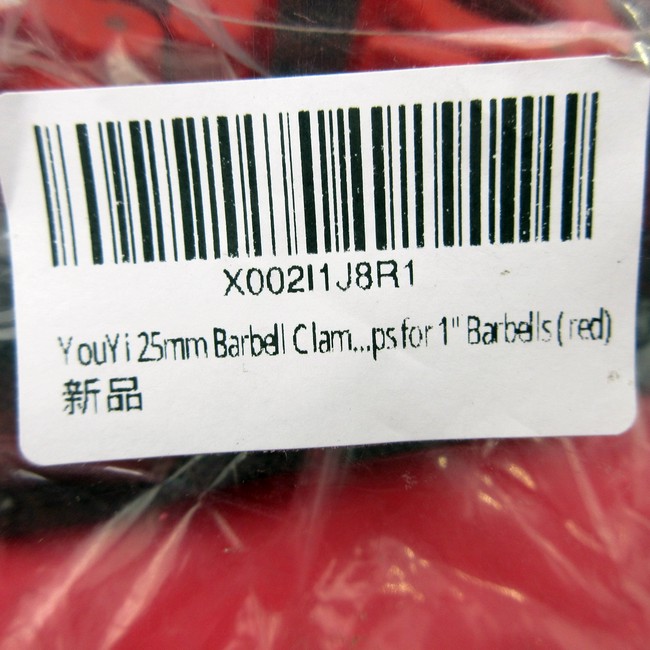 X002I1J8R1
YouYi 25mm Barbell Clam...ps for 1" Barbells (red)
新品